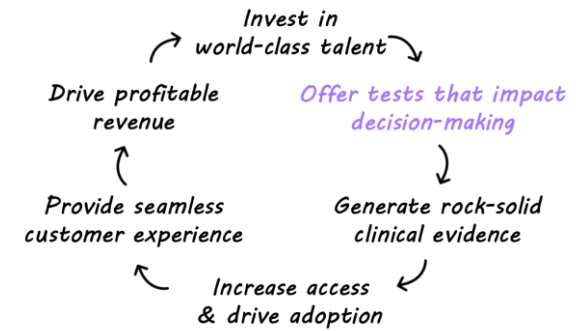 Invest in
world-class talent
Offer tests that impact
decision-making
Generate rock-solid
clinical evidence
Increase access
& drive adoption
Provide seamless
customer experience
Drive profitable
revenue